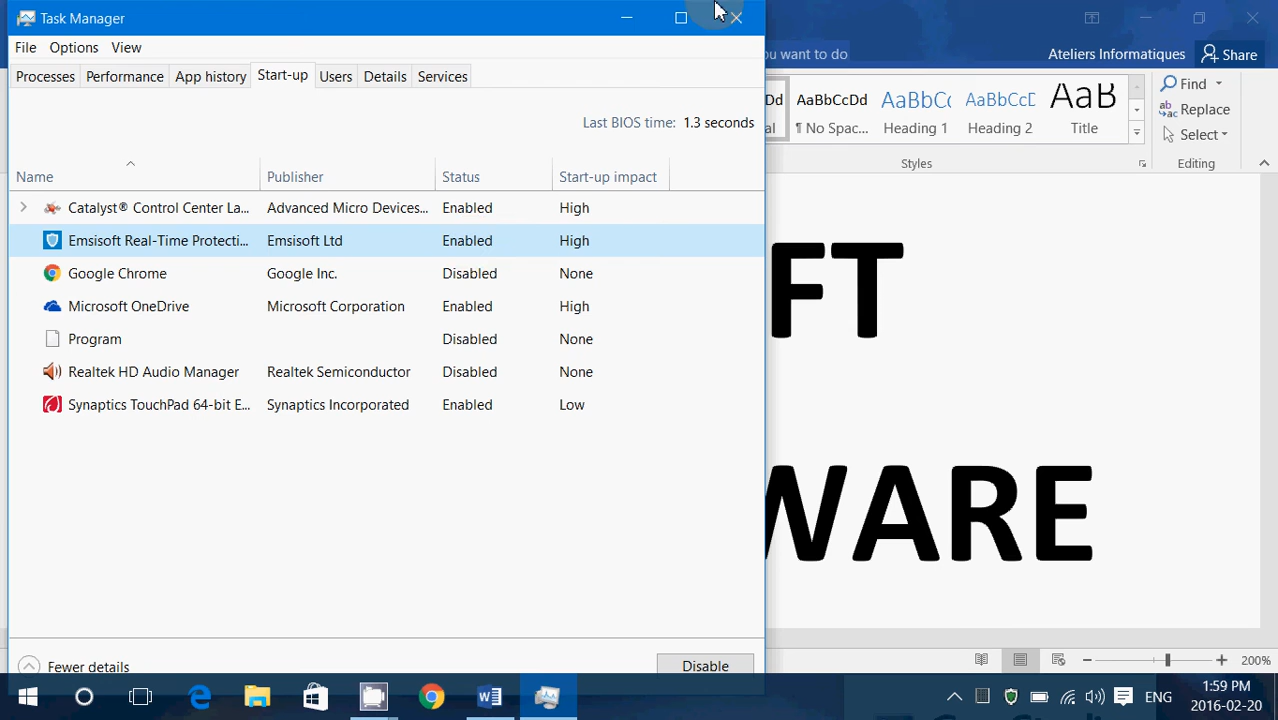 Task Manager
File Options View
you want to do
Ateliers Informatiques
Share
Processes Performance App history Start-up Users Details Services
Last BIOS time: 1.3 seconds
Name Publisher Status Start-up impact
Catalyst® Control Center La... Advanced Micro Devices... Enabled High
Emsisoft Real-Time Protecti... Emsisoft Ltd Enabled High
Google Chrome Google Inc. Disabled None
Microsoft OneDrive Microsoft Corporation Enabled High
Program Disabled None
Realtek HD Audio Manager Realtek Semiconductor Disabled None
Synaptics TouchPad 64-bit E... Synaptics Incorporated Enabled Low
Fewer details
Disable
Dd AaBbCcDd AaBbCc AaBbCcD AaB
al ¶ No Spac... Heading 1 Heading 2 Title
Styles
Find
Replace
Select
Editing
FT
WARE
200%
ENG
1:59 PM
2016-02-20